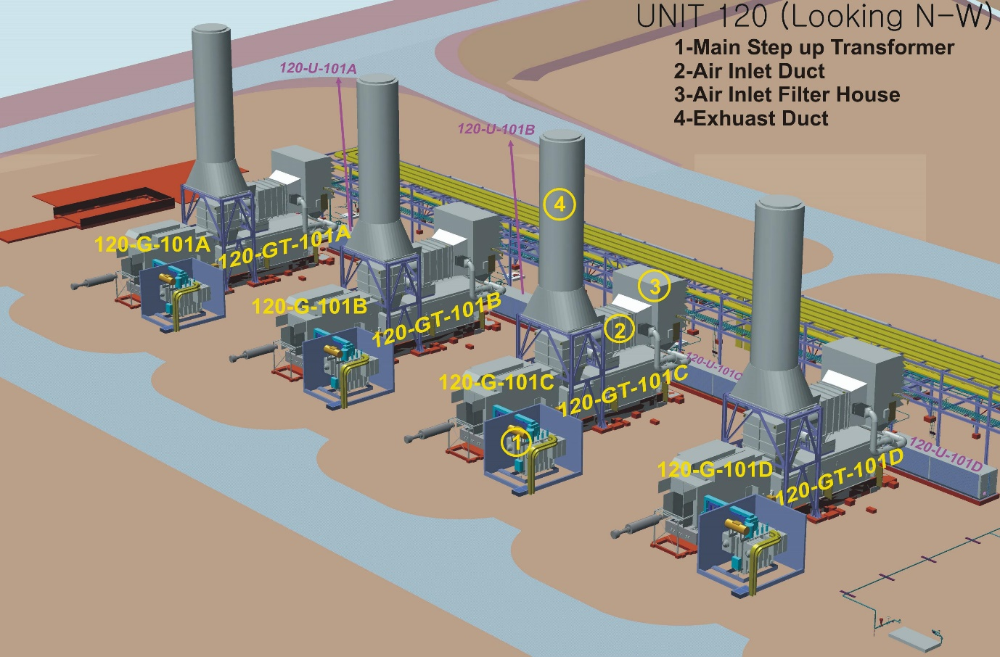 UNIT 120 (Looking N-W)
1-Main Step up Transformer
2-Air Inlet Duct
3-Air Inlet Filter House
4-Exhuast Duct
120-U-101A
120-U-101B
4
120-G-101A
120-GT-101A
3
120-G-101B
120-GT-101B
2
120-U-101C
120-G-101C
120-GT-101C
1
120-U-101D
120-G-101D
120-GT-101D